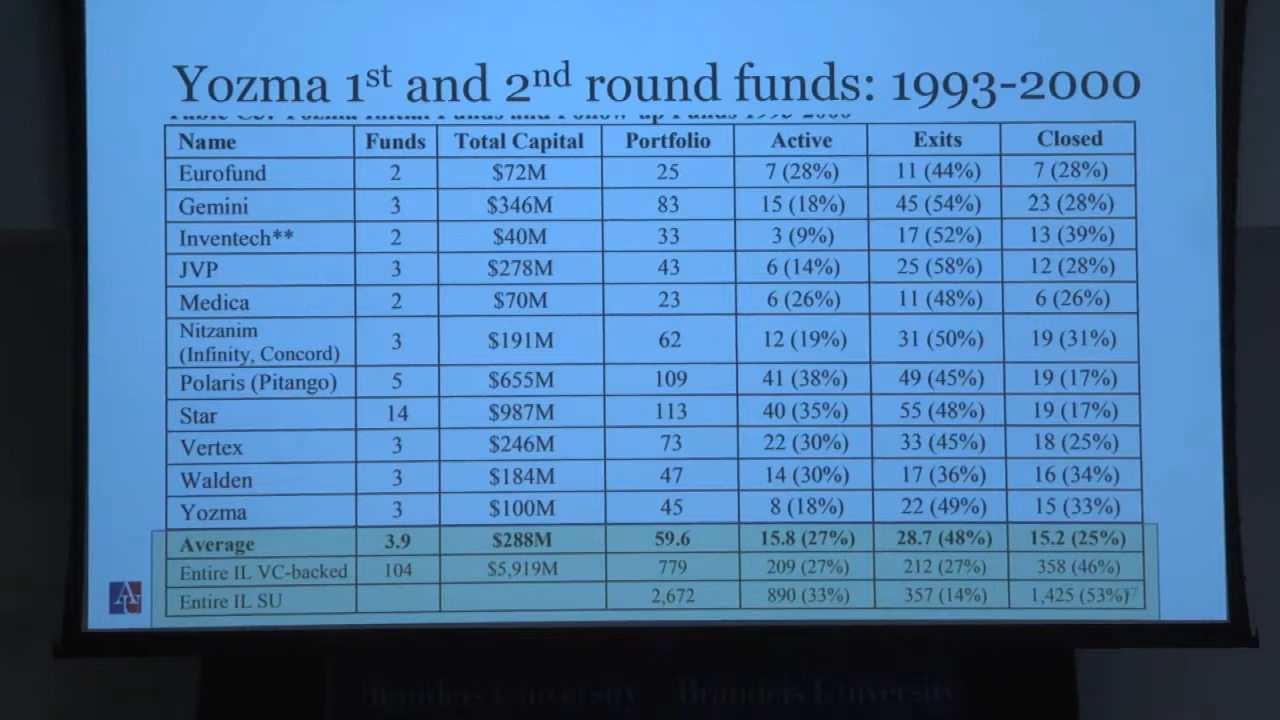 Yozma 1st and 2nd round funds: 1993-2000
Name Funds Total Capital Portfolio Active Exits Closed
Eurofund 2 $72M 25 7 (28%) 11 (44%) 7 (28%)
Gemini 3 $346M 83 15 (18%) 45 (54%) 23 (28%)
Inventech** 2 $40M 33 3 (9%) 17 (52%) 13 (39%)
JVP 3 $278M 43 6 (14%) 25 (58%) 12 (28%)
Medica 2 $70M 23 6 (26%) 11 (48%) 6 (26%)
Nitzanim
(Infinity, Concord) 3 $191M 62 12 (19%) 31 (50%) 19 (31%)
Polaris (Pitango) 5 $655M 109 41 (38%) 49 (45%) 19 (17%)
Star 14 $987M 113 40 (35%) 55 (48%) 19 (17%)
Vertex 3 $246M 73 22 (30%) 33 (45%) 18 (25%)
Walden 3 $184M 47 14 (30%) 17 (36%) 16 (34%)
Yozma 3 $100M 45 8 (18%) 22 (49%) 15 (33%)
Average 3.9 $288M 59.6 15.8 (27%) 28.7 (48%) 15.2 (25%)
Entire IL VC-backed 104 $5,919M 779 209 (27%) 212 (27%) 358 (46%)
Entire IL SU 2,672 890 (33%) 357 (14%) 1,425 (53%)
Brandeis University Brandeis University